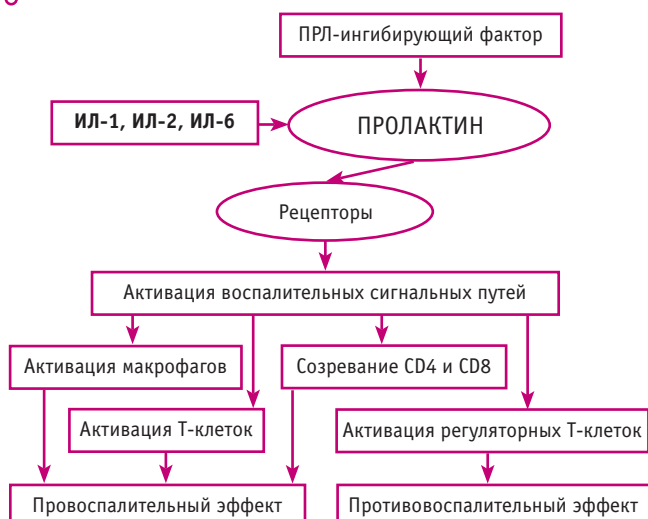 ПРЛ-ингибирующий фактор
ИЛ-1, ИЛ-2, ИЛ-6
ПРОЛАКТИН
Рецепторы
Активация воспалительных сигнальных путей
Активация макрофагов
Созревание CD4 и CD8
Активация Т-клеток
Активация регуляторных Т-клеток
Провоспалительный эффект
Противовоспалительный эффект